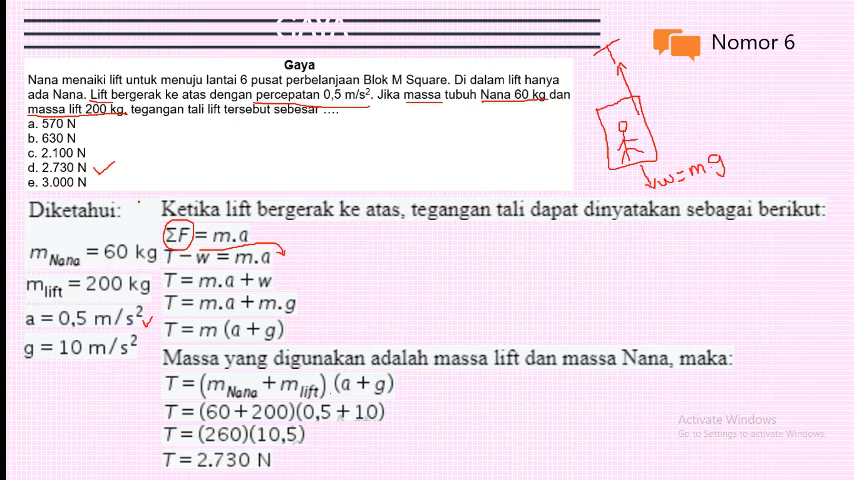 GAYA
Nomor 6
Gaya
Nana menaiki lift untuk menuju lantai 6 pusat perbelanjaan Blok M Square. Di dalam lift hanya
ada Nana. Lift bergerak ke atas dengan percepatan 0,5 m/s². Jika massa tubuh Nana 60 kg dan
massa lift 200 kg, tegangan tali lift tersebut sebesar ….
a. 570 N
b. 630 N
c. 2.100 N
d. 2.730 N
e. 3.000 N
T
w = m.g
Diketahui:
m Nana = 60 kg
m lift = 200 kg
a = 0,5 m/s²
g = 10 m/s²
Ketika lift bergerak ke atas, tegangan tali dapat dinyatakan sebagai berikut:
ΣF = m.a
T − w = m.a
T = m.a + w
T = m.a + m.g
T = m (a + g)
Massa yang digunakan adalah massa lift dan massa Nana, maka:
T = (m Nana + m lift) (a + g)
T = (60 + 200)(0,5 + 10)
T = (260)(10,5)
T = 2.730 N
Activate Windows
Go to Settings to activate Windows.